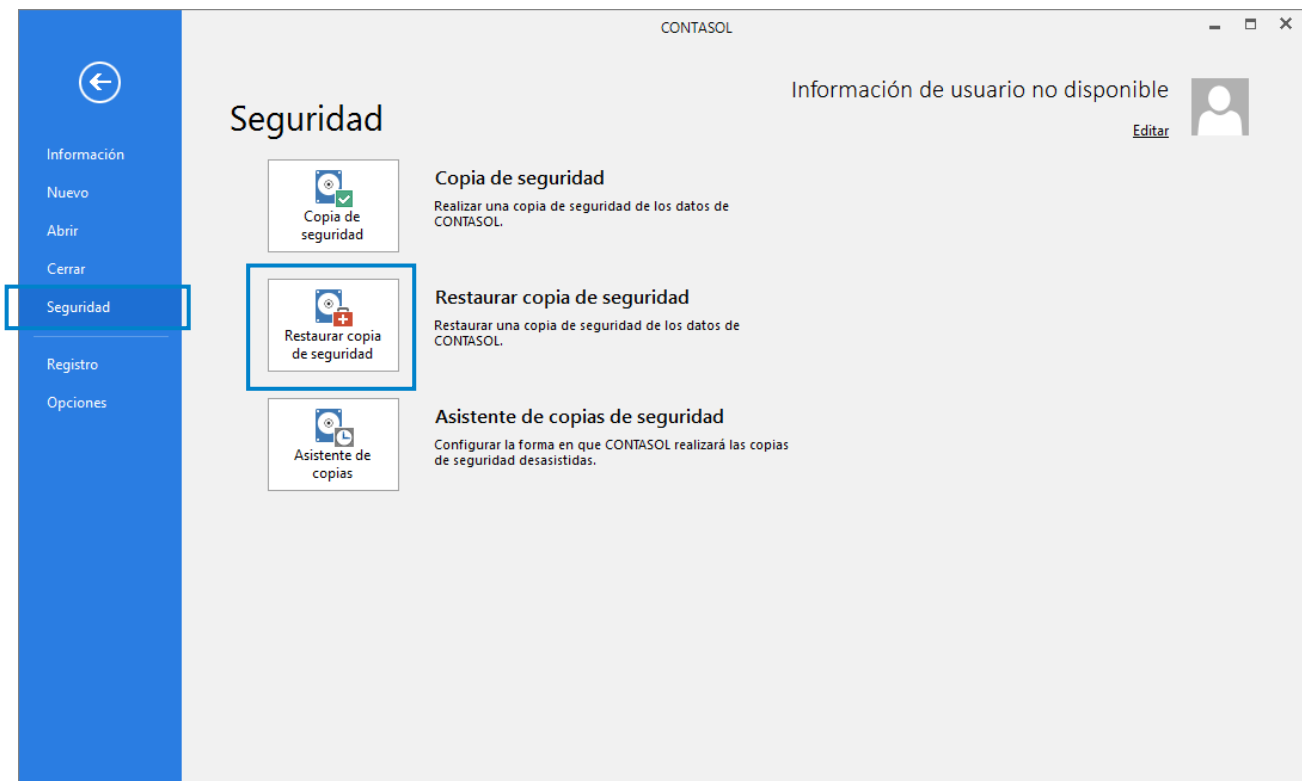 CONTASOL
Información de usuario no disponible
Editar
Seguridad
Información
Nuevo
Abrir
Cerrar
Seguridad
Registro
Opciones
Copia de
seguridad
Copia de seguridad
Realizar una copia de seguridad de los datos de
CONTASOL.
Restaurar copia
de seguridad
Restaurar copia de seguridad
Restaurar una copia de seguridad de los datos de
CONTASOL.
Asistente de
copias
Asistente de copias de seguridad
Configurar la forma en que CONTASOL realizará las copias
de seguridad desasistidas.